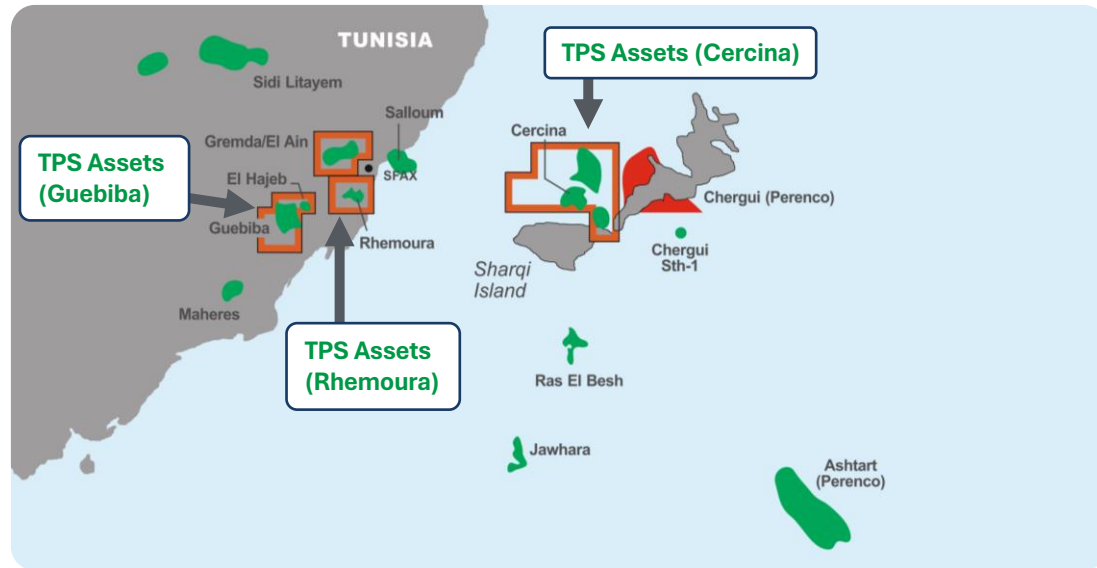 TUNISIA
TPS Assets (Cercina)
Sidi Litayem
Salloum
Gremda/El Ain
Cercina
TPS Assets
(Guebiba)
El Hajeb
SFAX
Chergui (Perenco)
Guebiba
Rhemoura
Chergui
Sth-1
Sharqi
Island
Maheres
TPS Assets
(Rhemoura)
Ras El Besh
Jawhara
Ashtart
(Perenco)